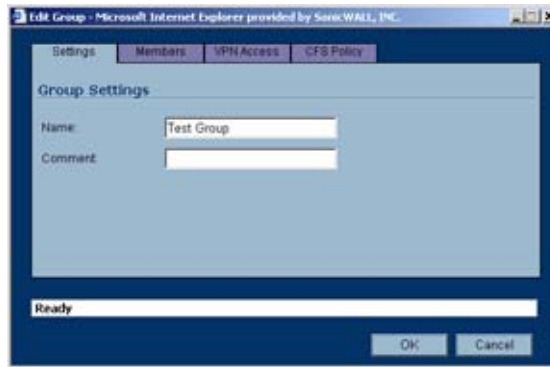 Edit Group - Microsoft Internet Explorer provided by SonicWALL, INC.
Settings Members VPN Access CFS Policy
Group Settings
Name: Test Group
Comment:
Ready
OK Cancel